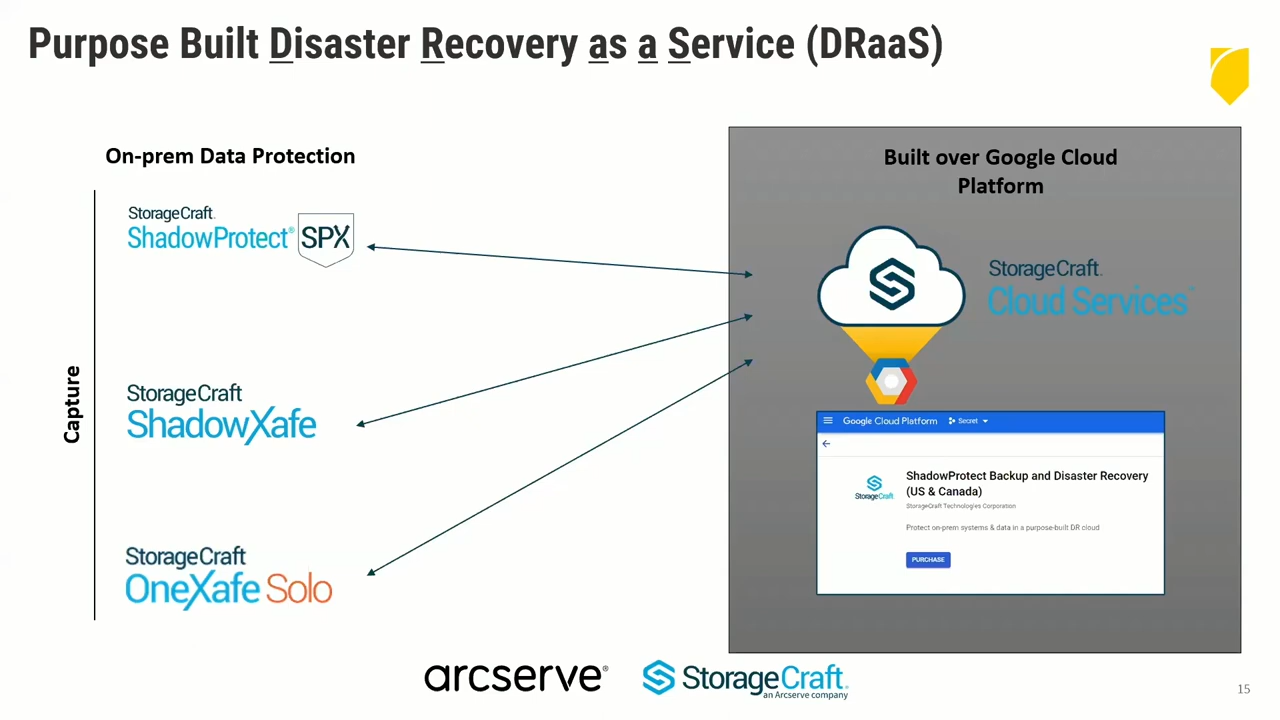 Purpose Built Disaster Recovery as a Service (DRaaS)
On-prem Data Protection
Capture
StorageCraft.
ShadowProtect® SPX
StorageCraft
ShadowXafe
StorageCraft
OneXafe Solo
Built over Google Cloud
Platform
StorageCraft.
Cloud Services™
Google Cloud Platform Secret
StorageCraft
ShadowProtect Backup and Disaster Recovery
(US & Canada)
StorageCraft Technologies Corporation
Protect on-prem systems & data in a purpose-built DR cloud
PURCHASE
arcserve®
StorageCraft.
an Arcserve company
15